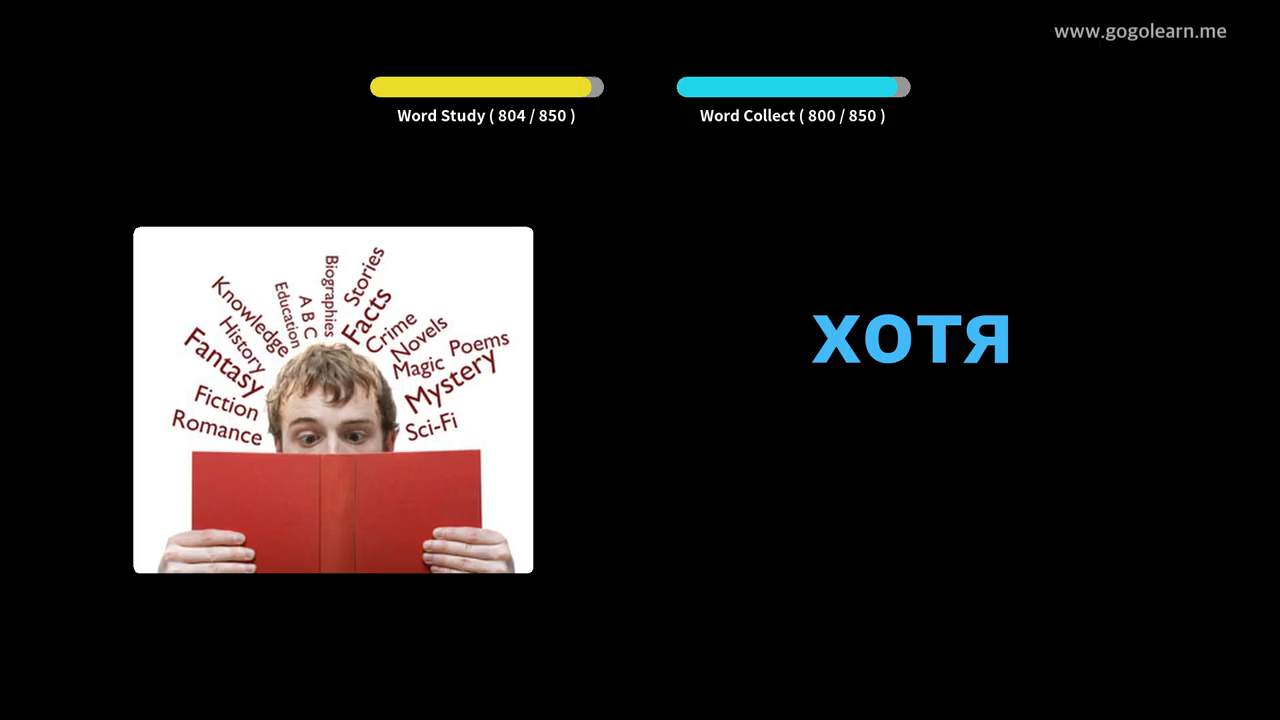 www.gogolearn.me
Word Study ( 804 / 850 )
Word Collect ( 800 / 850 )
Biographies
Stories
Knowledge
Education
A B C
Facts
History
Crime
Novels
Fantasy
Magic
Poems
Mystery
Fiction
Romance
Sci-Fi
хотя